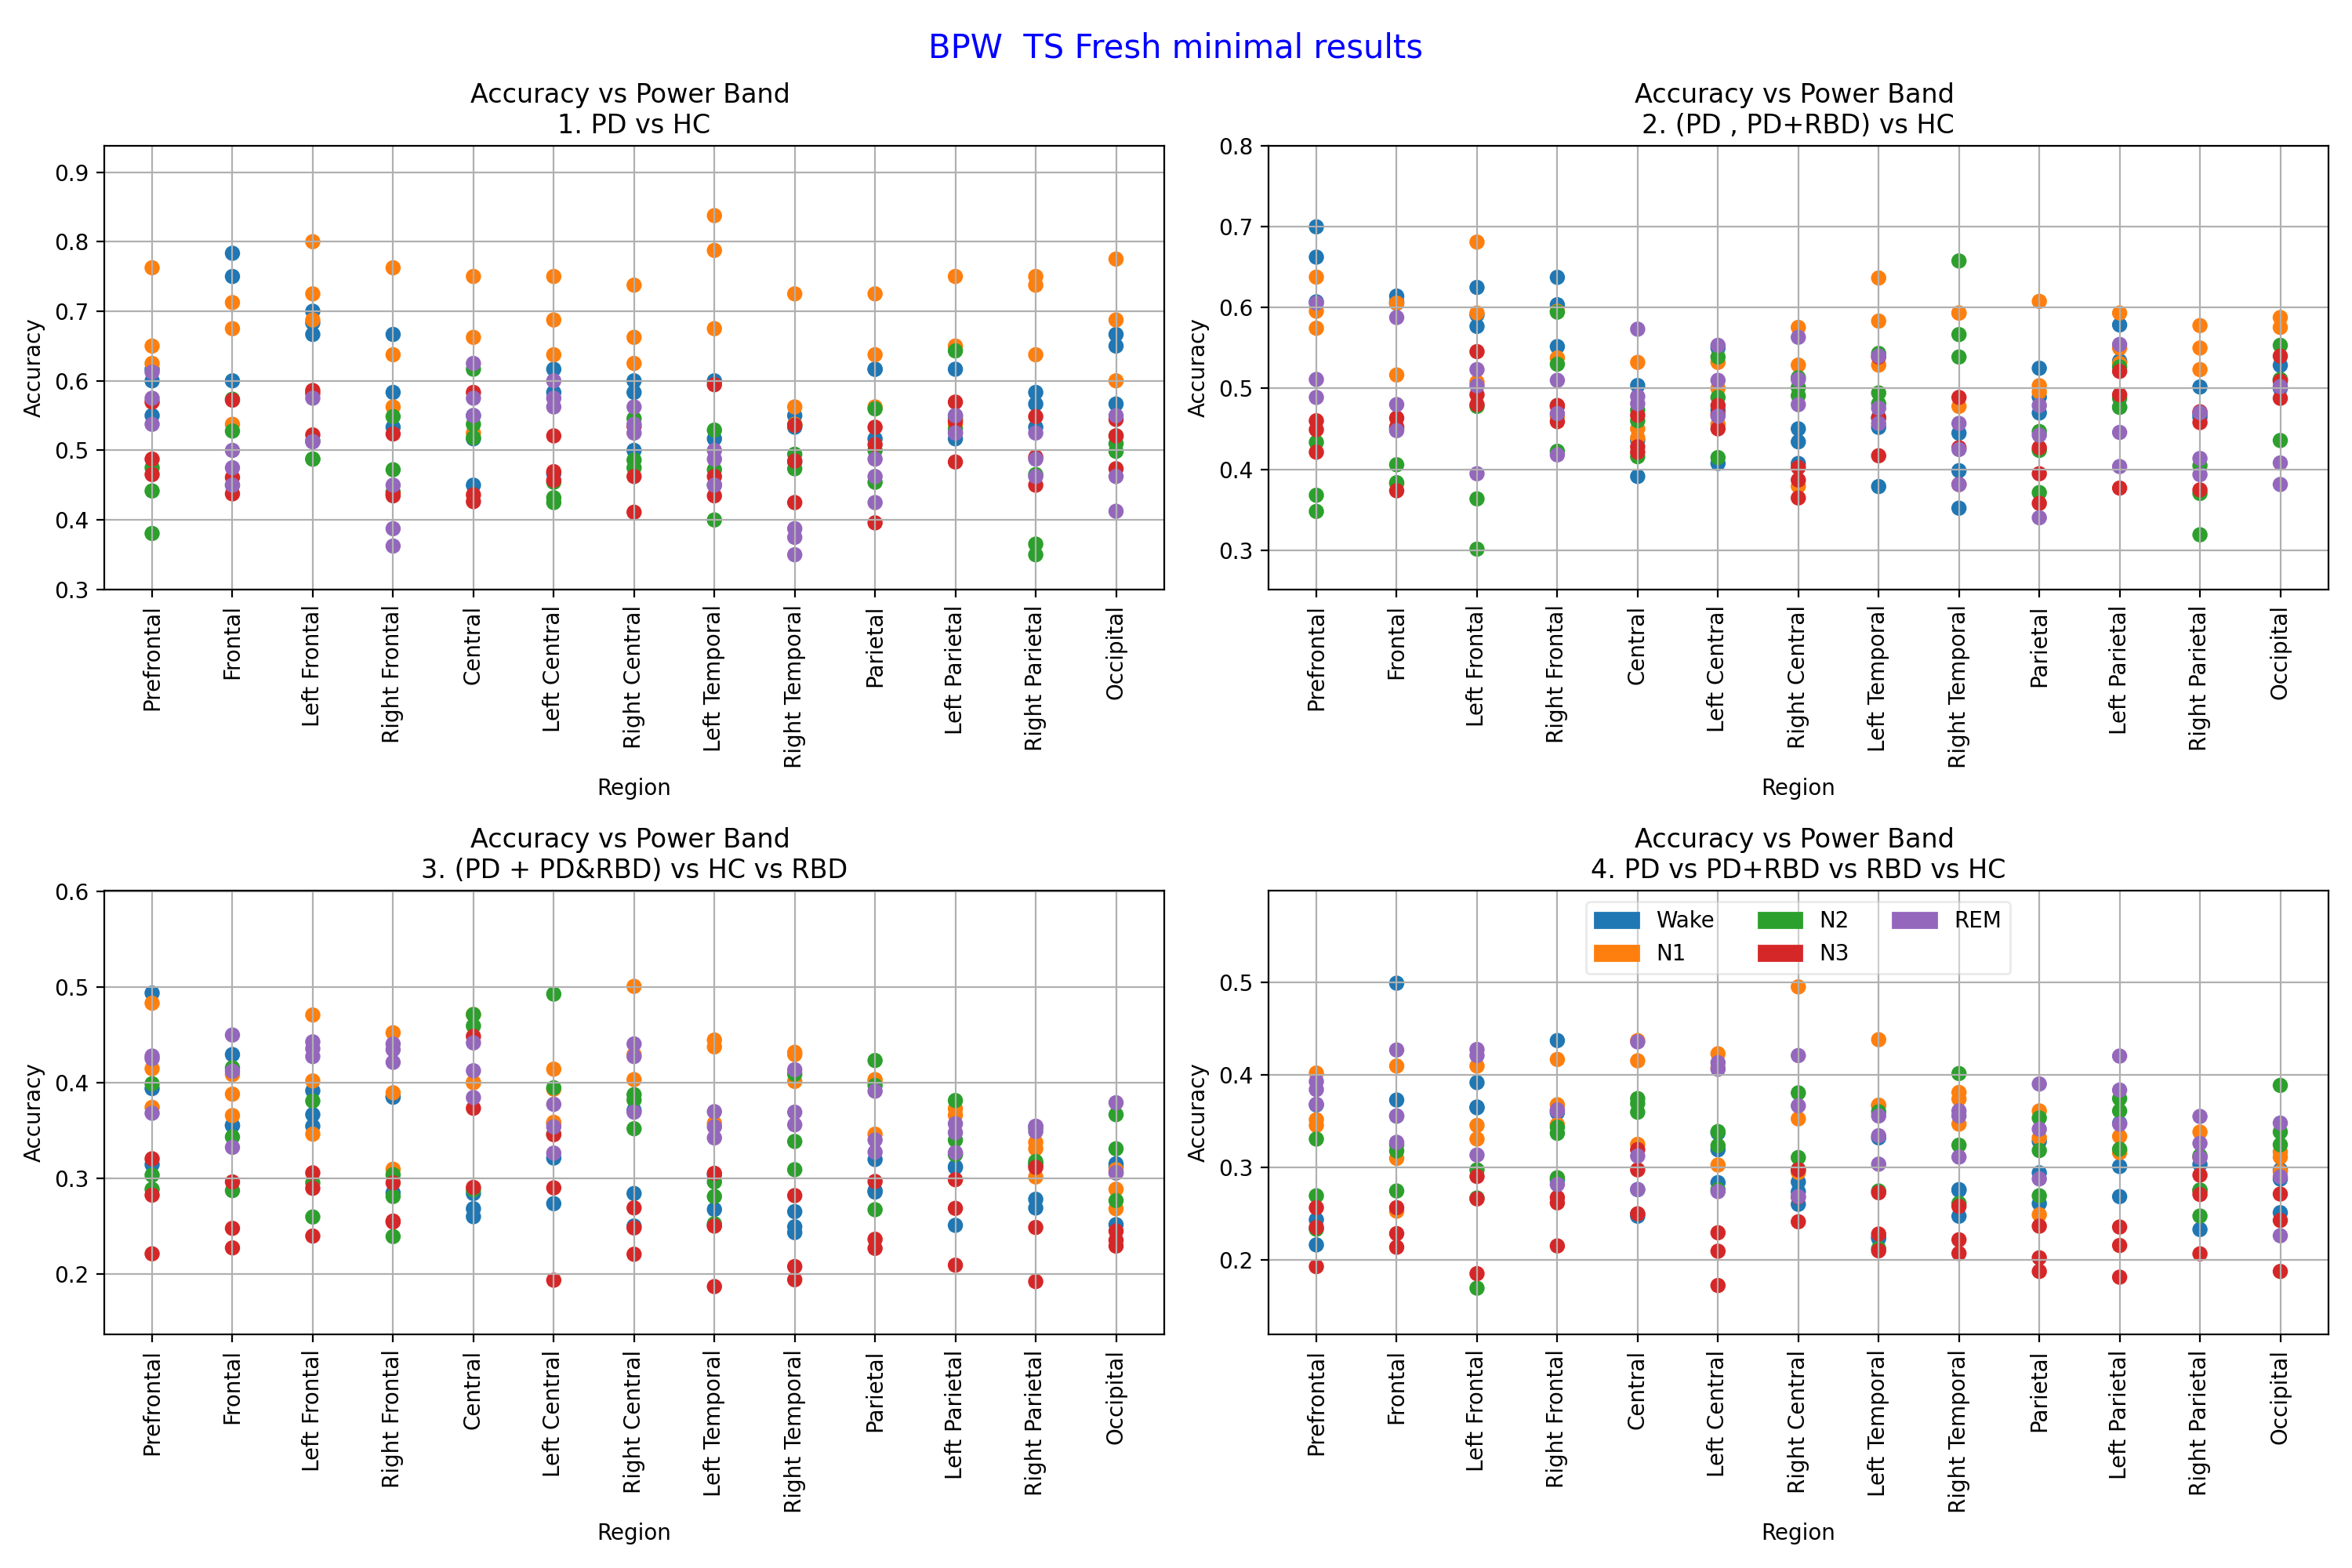 BPW  TS Fresh minimal results
Accuracy vs Power Band
1. PD vs HC
Accuracy
0.9
0.8
0.7
0.6
0.5
0.4
0.3
Prefrontal
Frontal
Left Frontal
Right Frontal
Central
Left Central
Right Central
Left Temporal
Right Temporal
Parietal
Left Parietal
Right Parietal
Occipital
Region
Accuracy vs Power Band
2. (PD , PD+RBD) vs HC
Accuracy
0.8
0.7
0.6
0.5
0.4
0.3
Prefrontal
Frontal
Left Frontal
Right Frontal
Central
Left Central
Right Central
Left Temporal
Right Temporal
Parietal
Left Parietal
Right Parietal
Occipital
Region
Accuracy vs Power Band
3. (PD + PD&RBD) vs HC vs RBD
Accuracy
0.6
0.5
0.4
0.3
0.2
Prefrontal
Frontal
Left Frontal
Right Frontal
Central
Left Central
Right Central
Left Temporal
Right Temporal
Parietal
Left Parietal
Right Parietal
Occipital
Region
Accuracy vs Power Band
4. PD vs PD+RBD vs RBD vs HC
Wake N2 REM
N1 N3
Accuracy
0.5
0.4
0.3
0.2
Prefrontal
Frontal
Left Frontal
Right Frontal
Central
Left Central
Right Central
Left Temporal
Right Temporal
Parietal
Left Parietal
Right Parietal
Occipital
Region